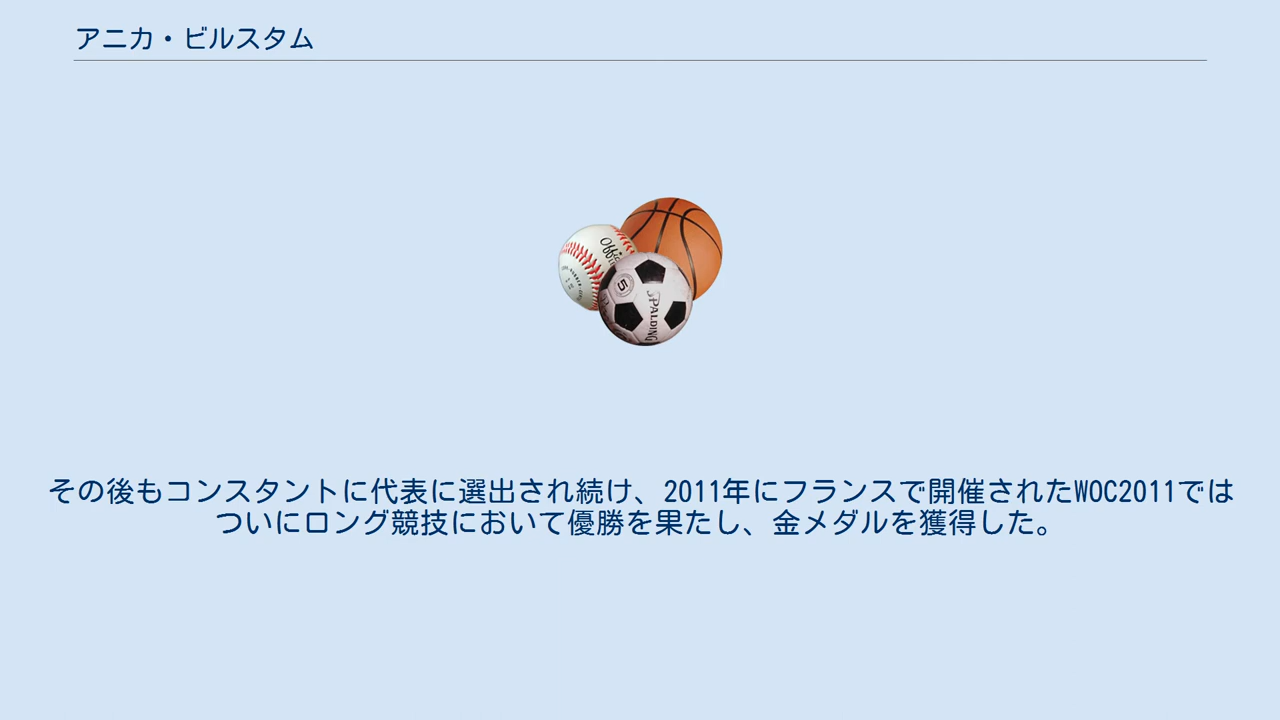 アニカ・ビルスタム
SPALDING
5
その後もコンスタントに代表に選出され続け、2011年にフランスで開催されたWOC2011では
ついにロング競技において優勝を果たし、金メダルを獲得した。